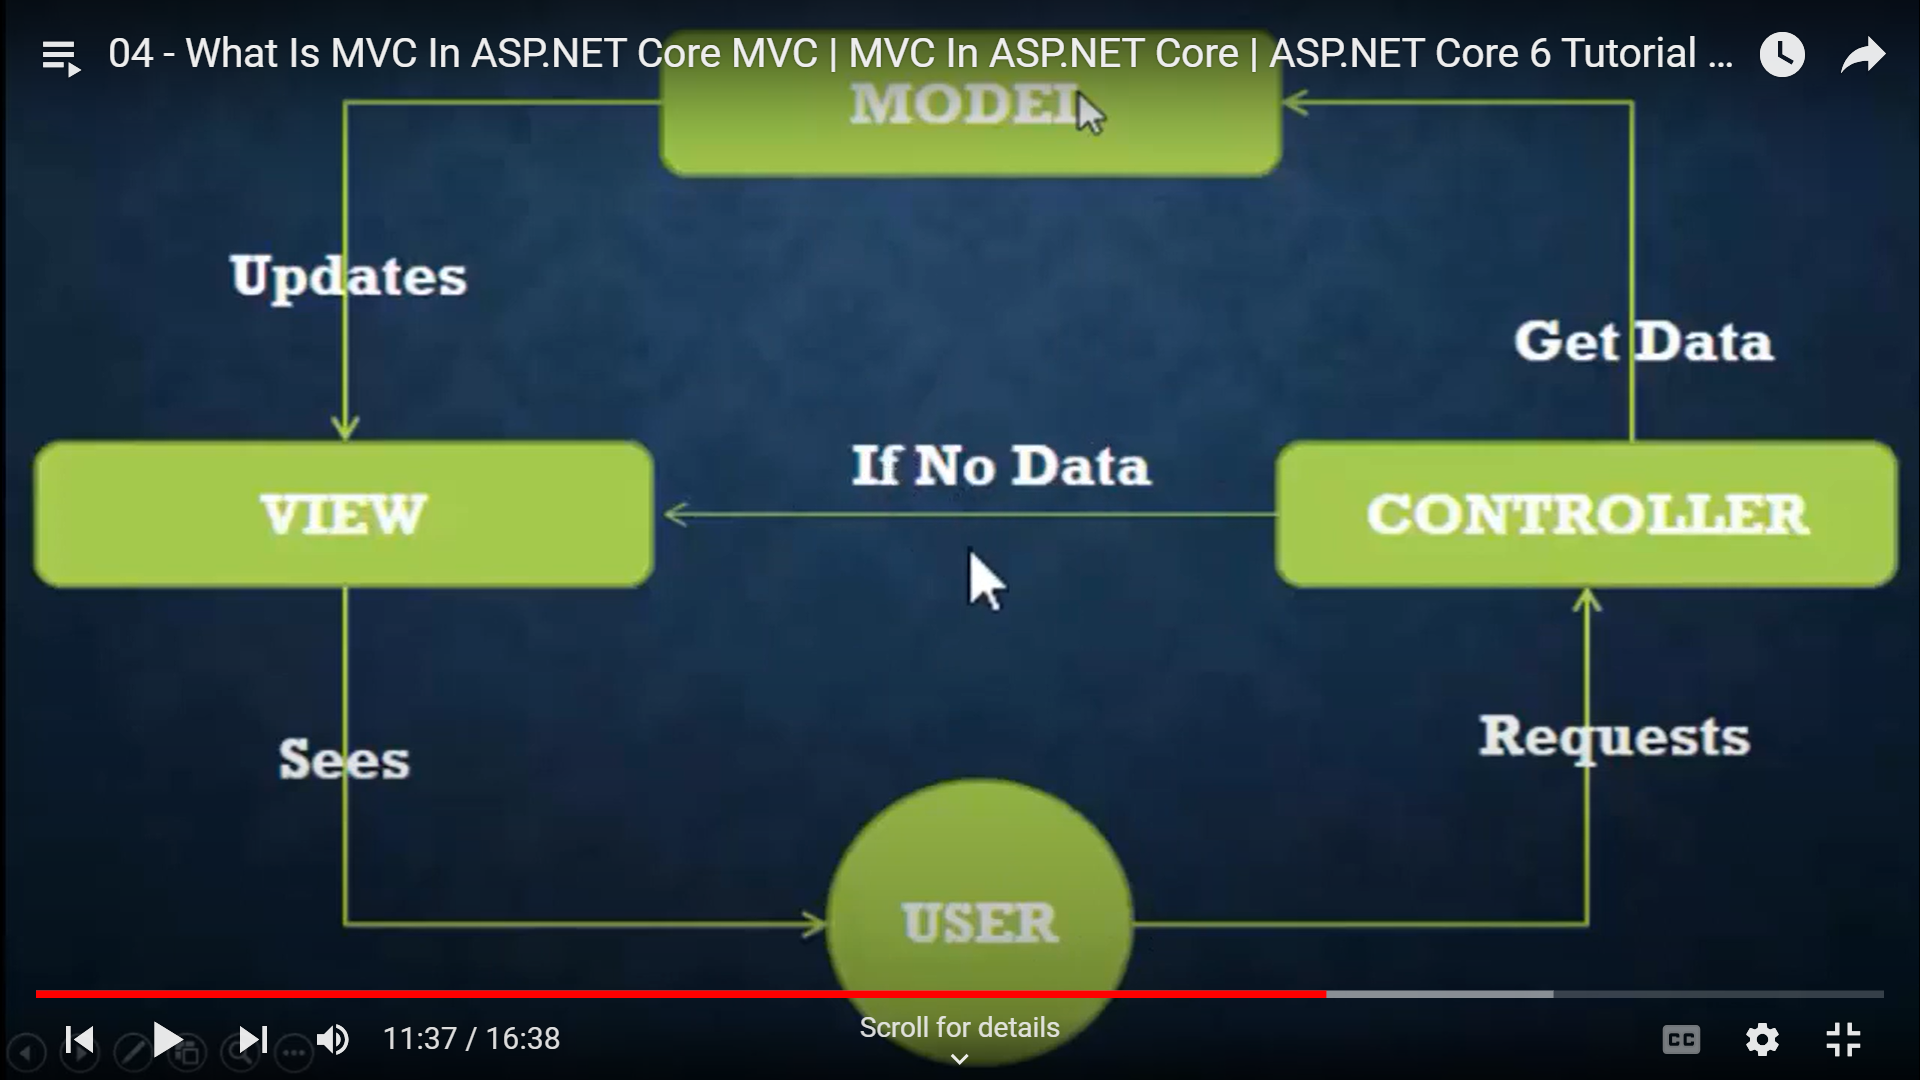 04 - What Is MVC In ASP.NET Core MVC | MVC In ASP.NET Core | ASP.NET Core 6 Tutorial ...
MODEL
Updates
Get Data
If No Data
VIEW
CONTROLLER
Requests
Sees
USER
Scroll for details
11:37 / 16:38
CC